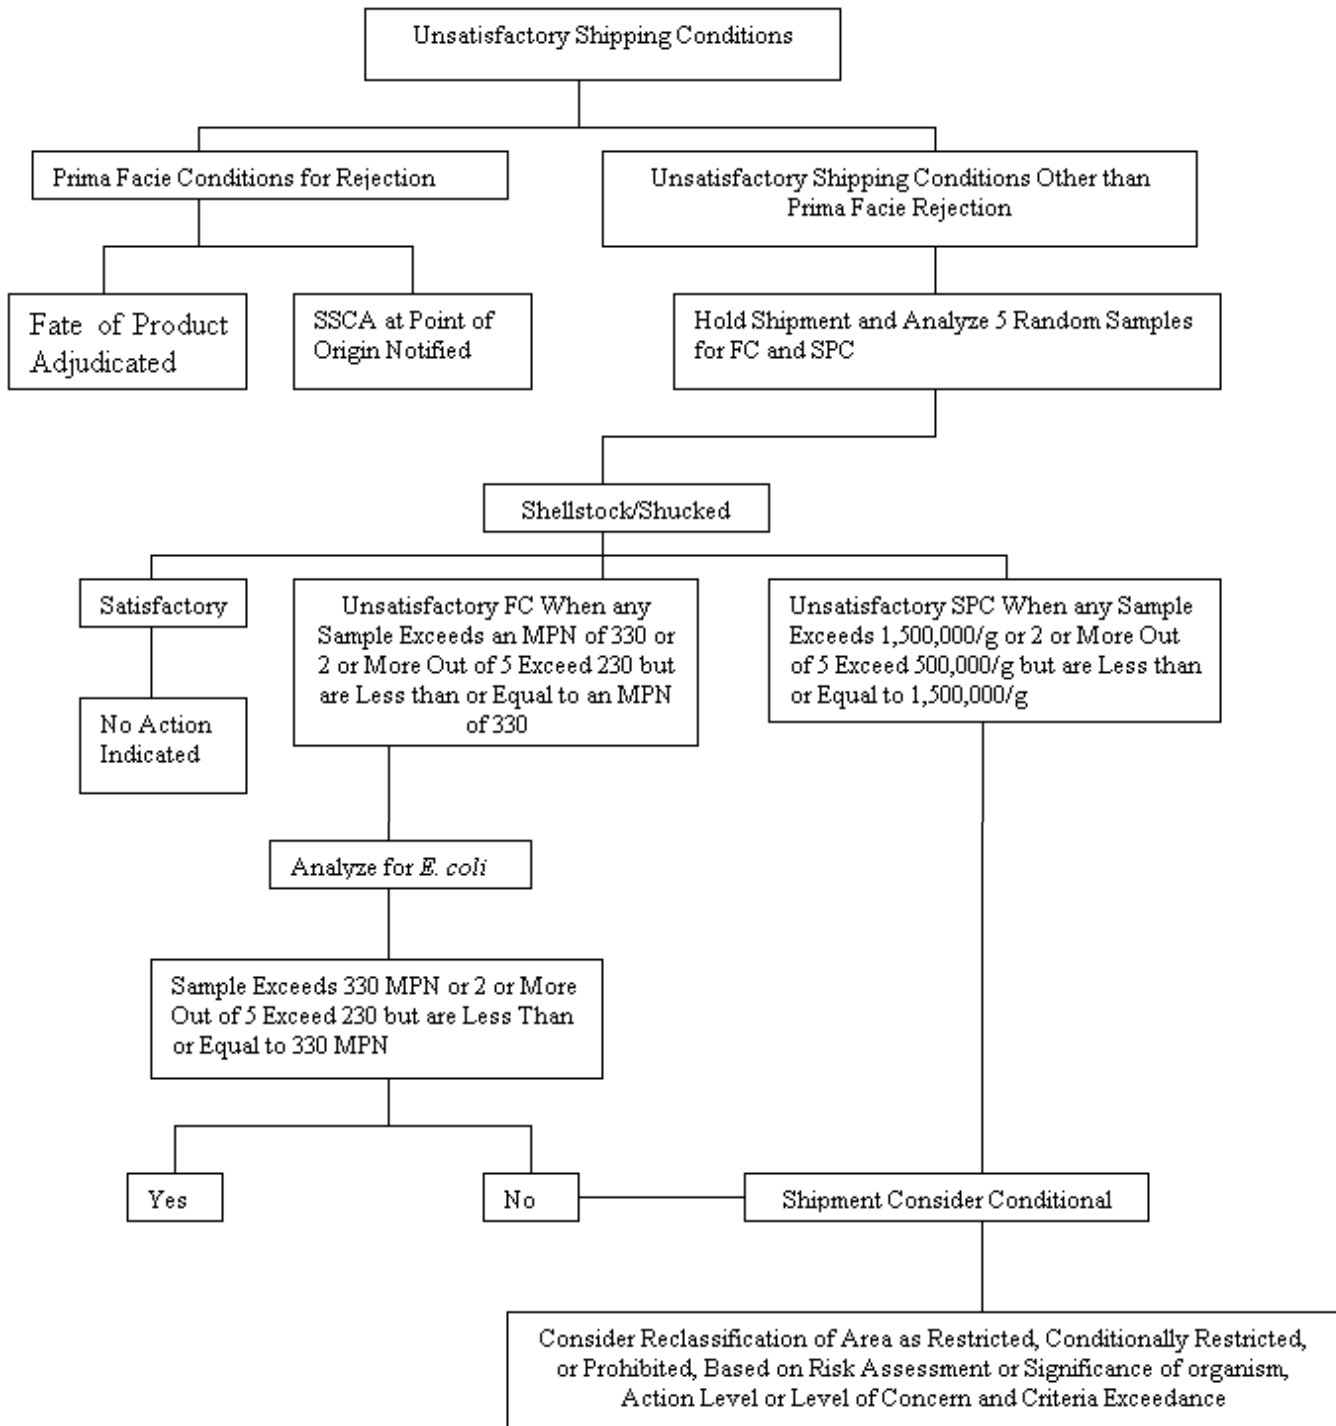 Unsatisfactory Shipping Conditions
Prima Facie Conditions for Rejection
Unsatisfactory Shipping Conditions Other than
Prima Facie Rejection
Fate of Product
Adjudicated
SSCA at Point of
Origin Notified
Hold Shipment and Analyze 5 Random Samples
for FC and SPC
Shellstock/Shucked
Satisfactory
Unsatisfactory FC When any
Sample Exceeds an MPN of 330 or
2 or More Out of 5 Exceed 230 but
are Less than or Equal to an MPN
of 330
Unsatisfactory SPC When any Sample
Exceeds 1,500,000/g or 2 or More Out
of 5 Exceed 500,000/g but are Less than
or Equal to 1,500,000/g
No Action
Indicated
Analyze for E. coli
Sample Exceeds 330 MPN or 2 or More
Out of 5 Exceed 230 but are Less Than
or Equal to 330 MPN
Yes
No
Shipment Consider Conditional
Consider Reclassification of Area as Restricted, Conditionally Restricted,
or Prohibited, Based on Risk Assessment or Significance of organism,
Action Level or Level of Concern and Criteria Exceedance